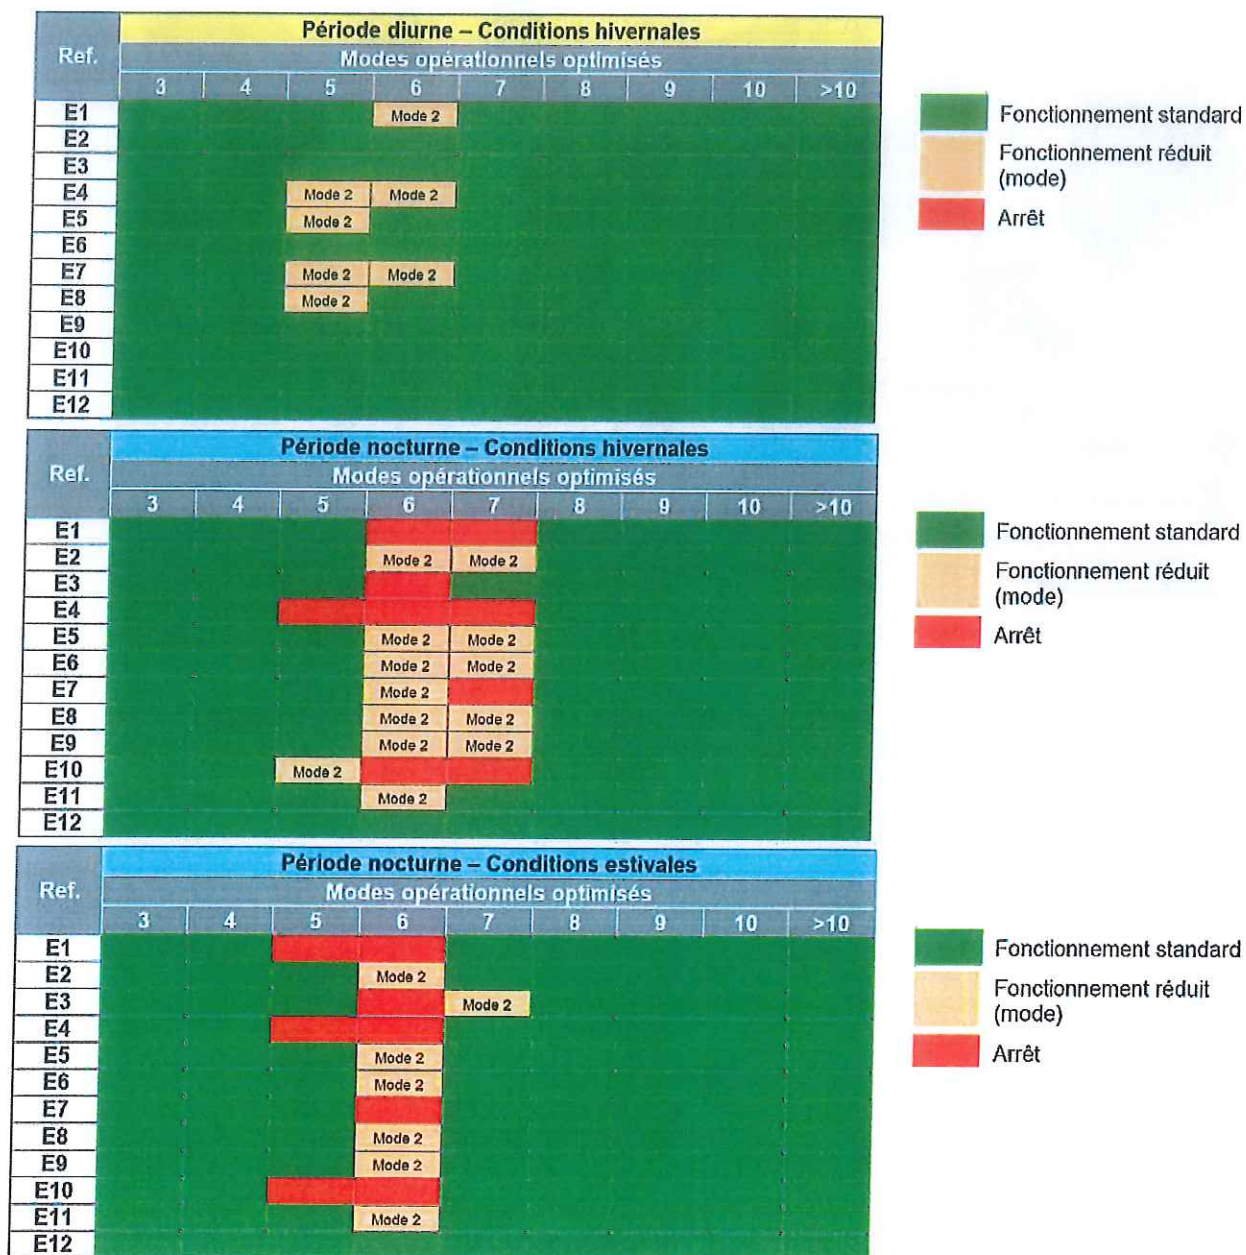 Période diurne – Conditions hivernales
Ref.
Modes opérationnels optimisés
3 4 5 6 7 8 9 10 >10
E1 Mode 2
E2
E3
E4 Mode 2 Mode 2
E5 Mode 2
E6
E7 Mode 2 Mode 2
E8 Mode 2
E9
E10
E11
E12
Fonctionnement standard
Fonctionnement réduit
(mode)
Arrêt
Période nocturne – Conditions hivernales
Ref.
Modes opérationnels optimisés
3 4 5 6 7 8 9 10 >10
E1
E2 Mode 2 Mode 2
E3
E4
E5 Mode 2 Mode 2
E6 Mode 2 Mode 2
E7 Mode 2
E8 Mode 2 Mode 2
E9 Mode 2 Mode 2
E10 Mode 2
E11 Mode 2
E12
Fonctionnement standard
Fonctionnement réduit
(mode)
Arrêt
Période nocturne – Conditions estivales
Ref.
Modes opérationnels optimisés
3 4 5 6 7 8 9 10 >10
E1
E2 Mode 2
E3 Mode 2
E4
E5 Mode 2
E6 Mode 2
E7
E8 Mode 2
E9 Mode 2
E10
E11 Mode 2
E12
Fonctionnement standard
Fonctionnement réduit
(mode)
Arrêt